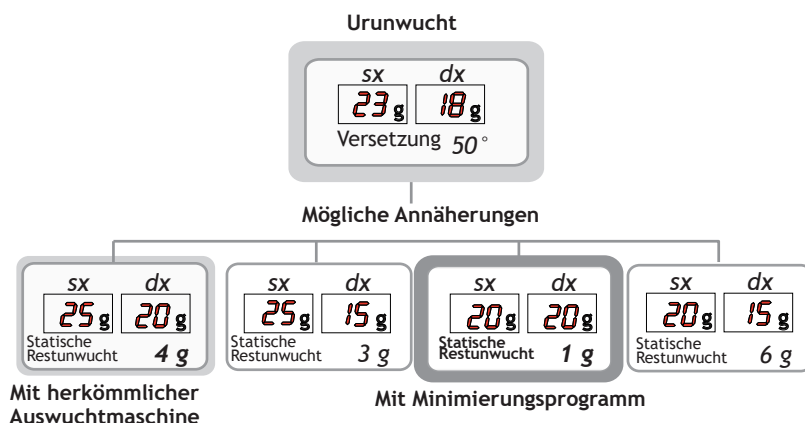 Urunwucht
sx dx
23 g 18 g
Versetzung 50°
Mögliche Annäherungen
sx dx
25 g 20 g
Statische
Restunwucht 4 g
sx dx
25 g 15 g
Statische
Restunwucht 3 g
sx dx
20 g 20 g
Statische
Restunwucht 1 g
sx dx
20 g 15 g
Statische
Restunwucht 6 g
Mit herkömmlicher
Auswuchtmaschine
Mit Minimierungsprogramm